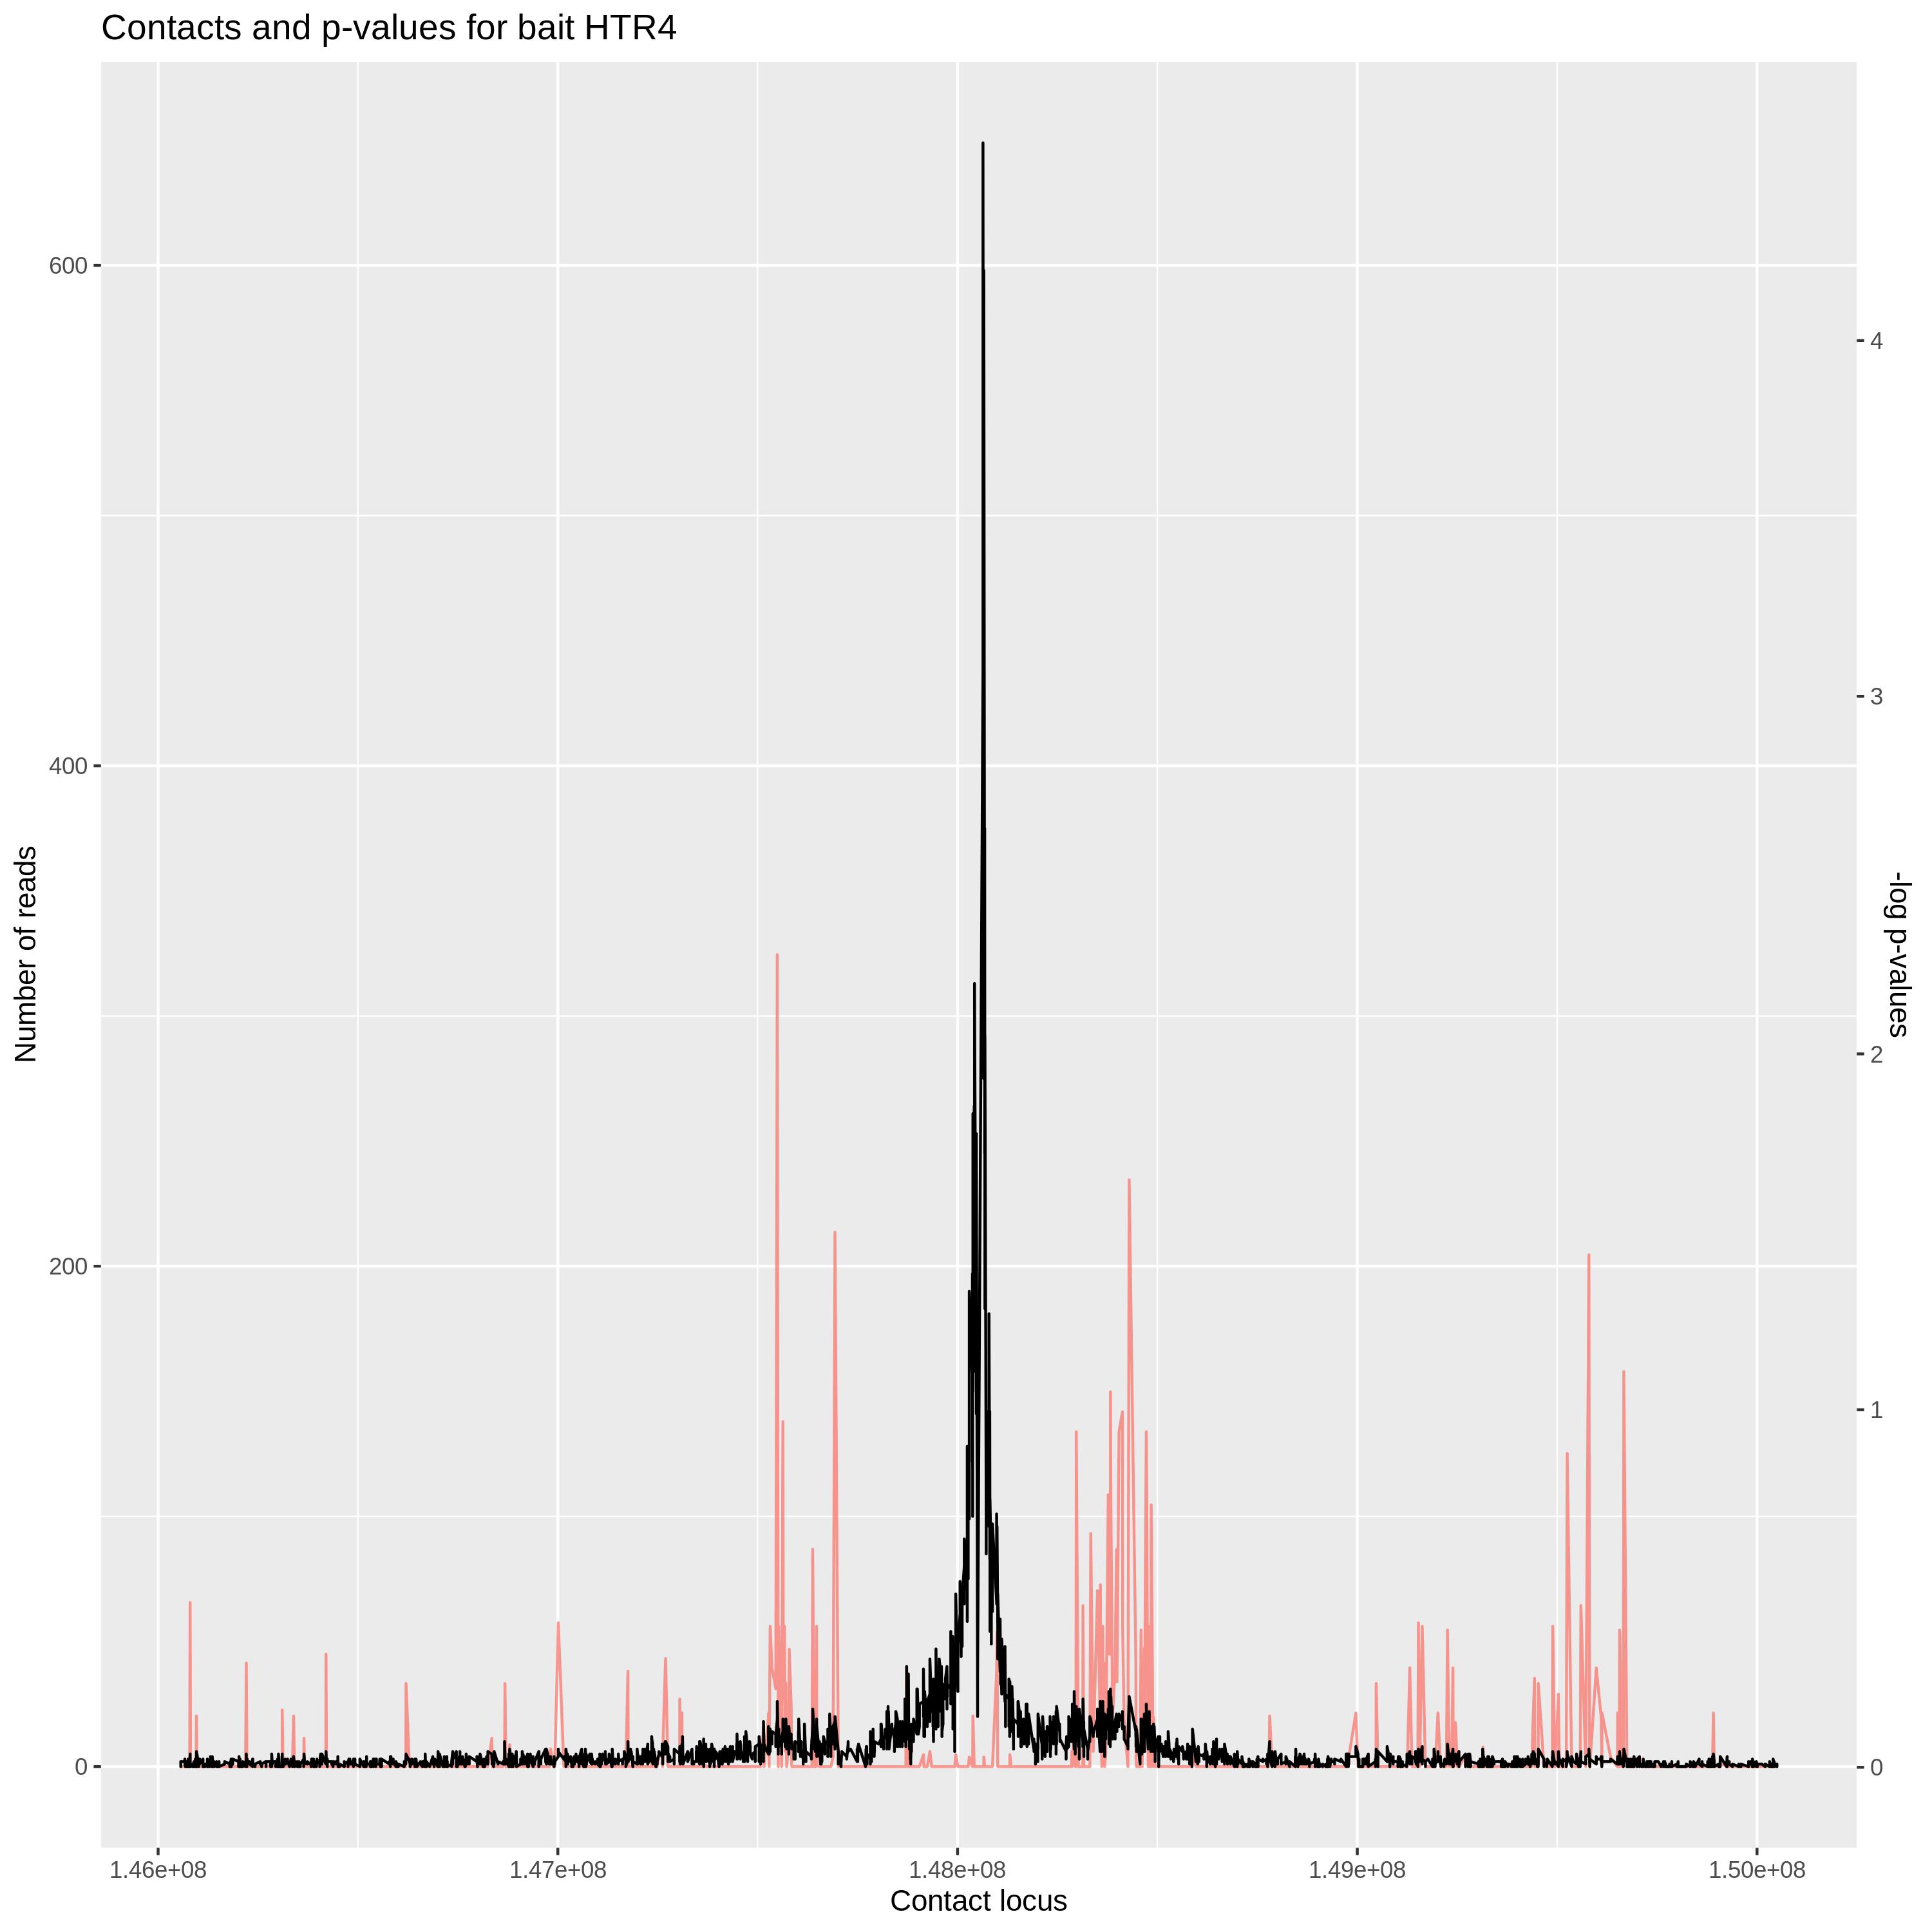 Contacts and p-values for bait HTR4
600
400
200
0
Number of reads
4
3
2
1
0
-log p-values
1.46e+08 1.47e+08 1.48e+08 1.49e+08 1.50e+08
Contact locus